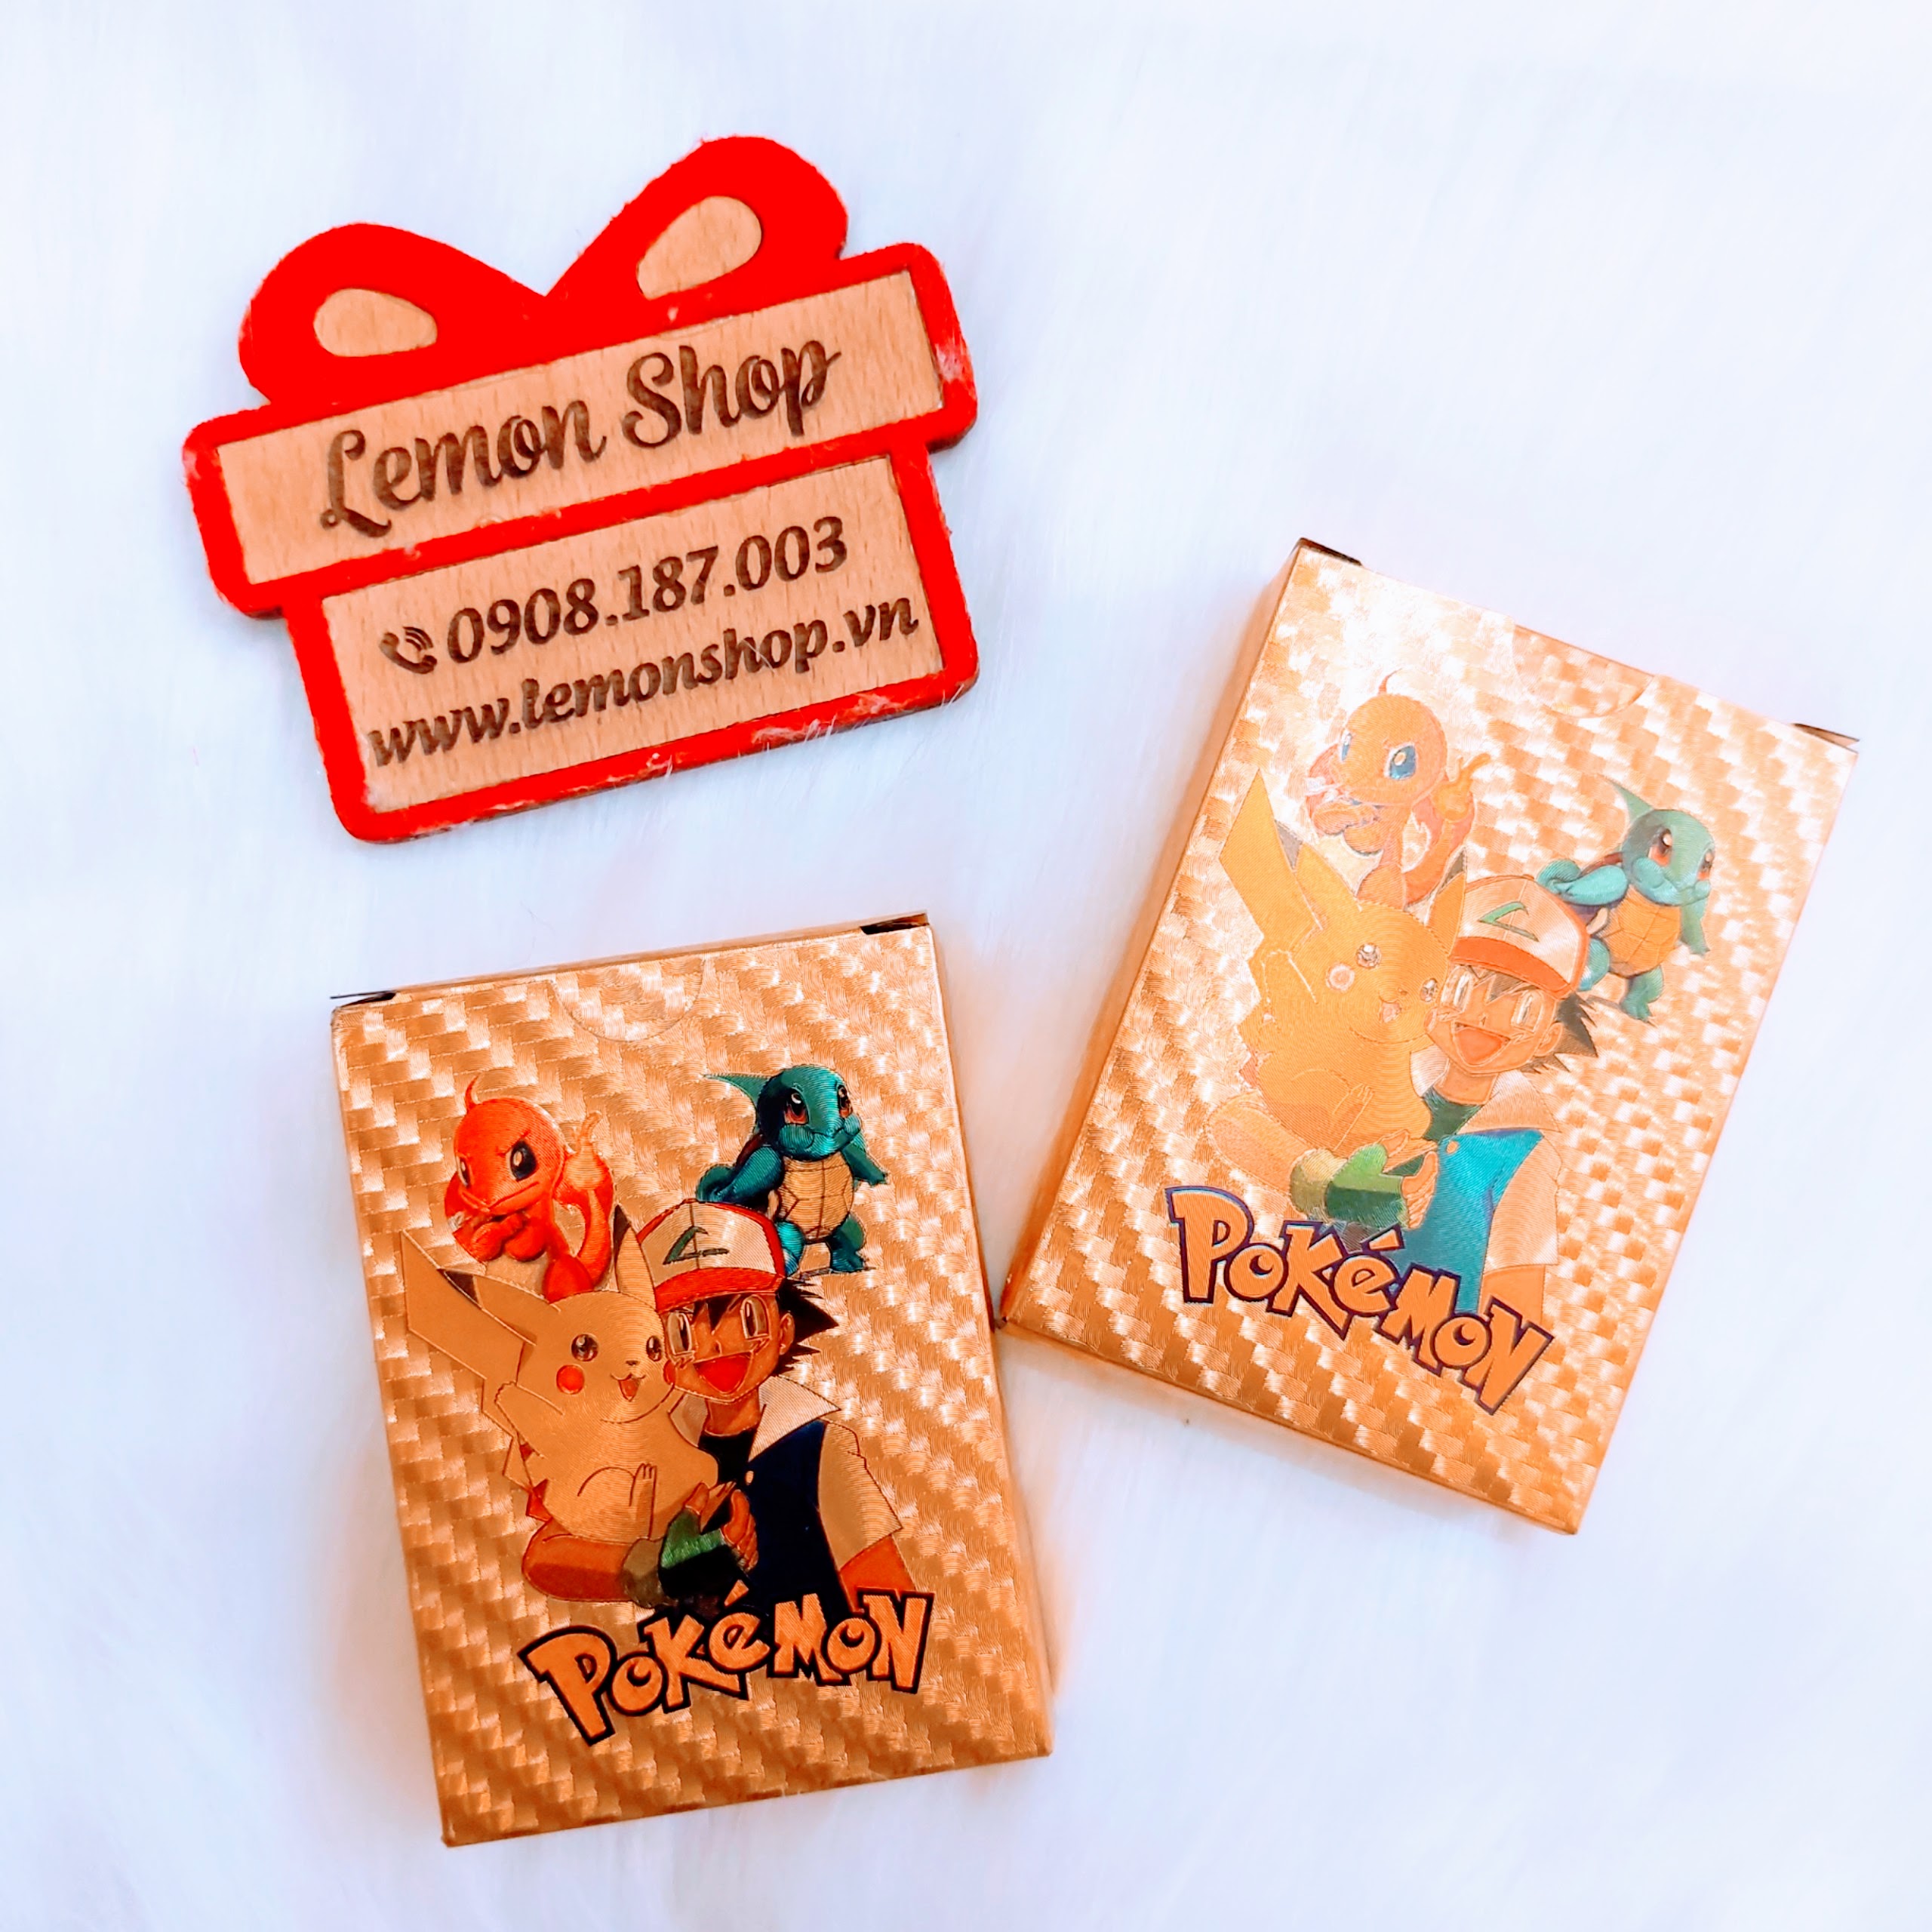 Lemon Shop
0908.187.003
www.lemonshop.vn
POKéMON
POKéMON